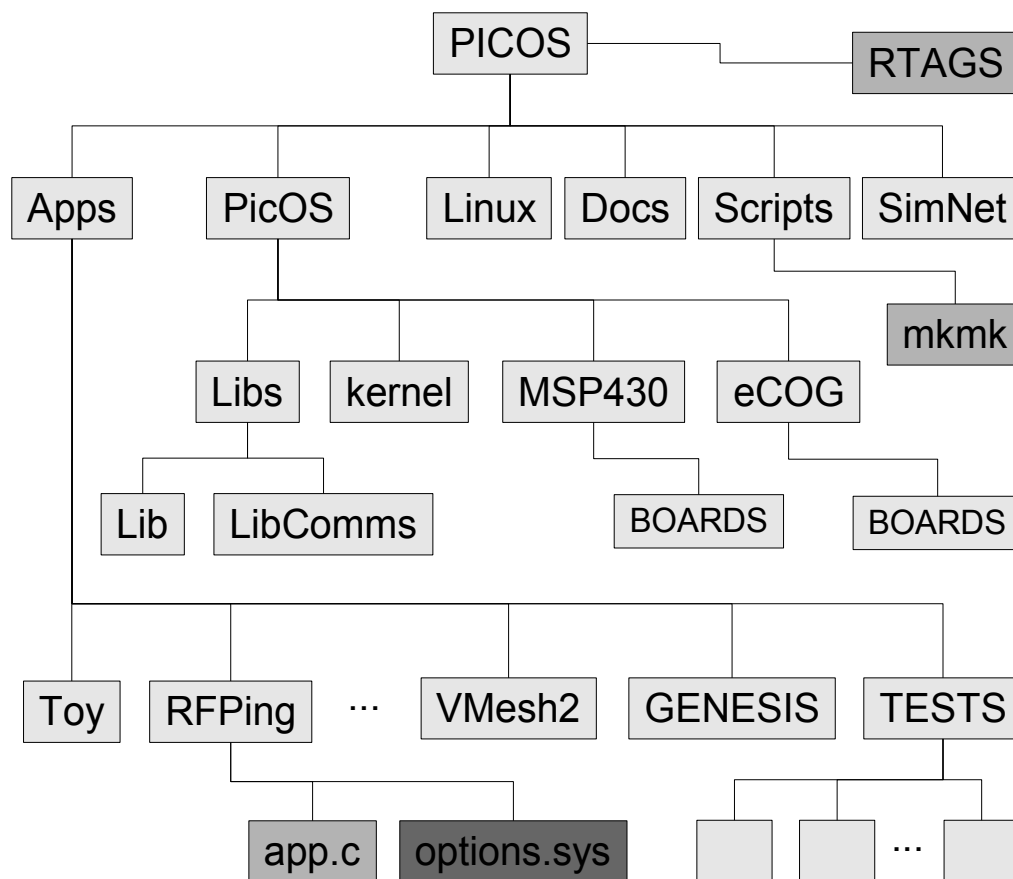 PICOS
RTAGS
Apps
PicOS
Linux
Docs
Scripts
SimNet
mkmk
Libs
kernel
MSP430
eCOG
Lib
LibComms
BOARDS
BOARDS
Toy
RFPing
...
VMesh2
GENESIS
TESTS
app.c
options.sys
...